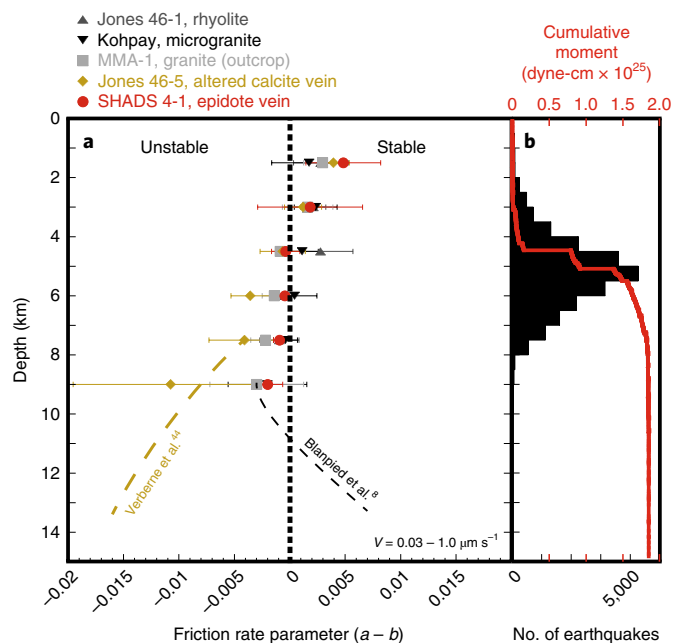 Jones 46-1, rhyolite
Kohpay, microgranite
MMA-1, granite (outcrop)
Jones 46-5, altered calcite vein
SHADS 4-1, epidote vein
Cumulative
moment
(dyne-cm × 10²⁵)
0 0.5 1.0 1.5 2.0
a
Unstable
Stable
b
0
2
4
6
8
10
12
14
Depth (km)
Verberne et al.⁴⁴
Blanpied et al.⁸
V = 0.03 – 1.0 μm s⁻¹
−0.02 −0.015 −0.01 −0.005 0 0.005 0.01 0.015
0 5,000
Friction rate parameter (a – b)
No. of earthquakes